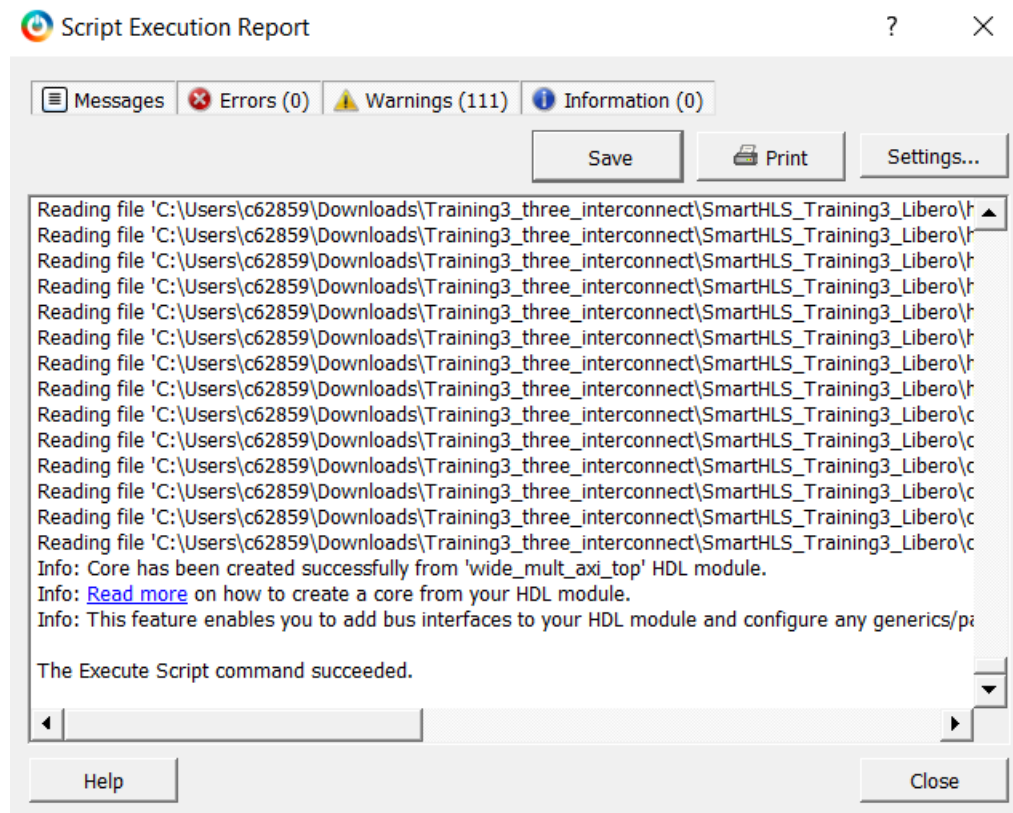 Script Execution Report
?
Messages
Errors (0)
Warnings (111)
Information (0)
Save
Print
Settings...
Reading file 'C:\Users\c62859\Downloads\Training3_three_interconnect\SmartHLS_Training3_Libero\h
Reading file 'C:\Users\c62859\Downloads\Training3_three_interconnect\SmartHLS_Training3_Libero\h
Reading file 'C:\Users\c62859\Downloads\Training3_three_interconnect\SmartHLS_Training3_Libero\h
Reading file 'C:\Users\c62859\Downloads\Training3_three_interconnect\SmartHLS_Training3_Libero\h
Reading file 'C:\Users\c62859\Downloads\Training3_three_interconnect\SmartHLS_Training3_Libero\h
Reading file 'C:\Users\c62859\Downloads\Training3_three_interconnect\SmartHLS_Training3_Libero\h
Reading file 'C:\Users\c62859\Downloads\Training3_three_interconnect\SmartHLS_Training3_Libero\h
Reading file 'C:\Users\c62859\Downloads\Training3_three_interconnect\SmartHLS_Training3_Libero\h
Reading file 'C:\Users\c62859\Downloads\Training3_three_interconnect\SmartHLS_Training3_Libero\c
Reading file 'C:\Users\c62859\Downloads\Training3_three_interconnect\SmartHLS_Training3_Libero\c
Reading file 'C:\Users\c62859\Downloads\Training3_three_interconnect\SmartHLS_Training3_Libero\c
Reading file 'C:\Users\c62859\Downloads\Training3_three_interconnect\SmartHLS_Training3_Libero\c
Reading file 'C:\Users\c62859\Downloads\Training3_three_interconnect\SmartHLS_Training3_Libero\c
Reading file 'C:\Users\c62859\Downloads\Training3_three_interconnect\SmartHLS_Training3_Libero\c
Info: Core has been created successfully from 'wide_mult_axi_top' HDL module.
Info: Read more on how to create a core from your HDL module.
Info: This feature enables you to add bus interfaces to your HDL module and configure any generics/pa
The Execute Script command succeeded.
Help
Close